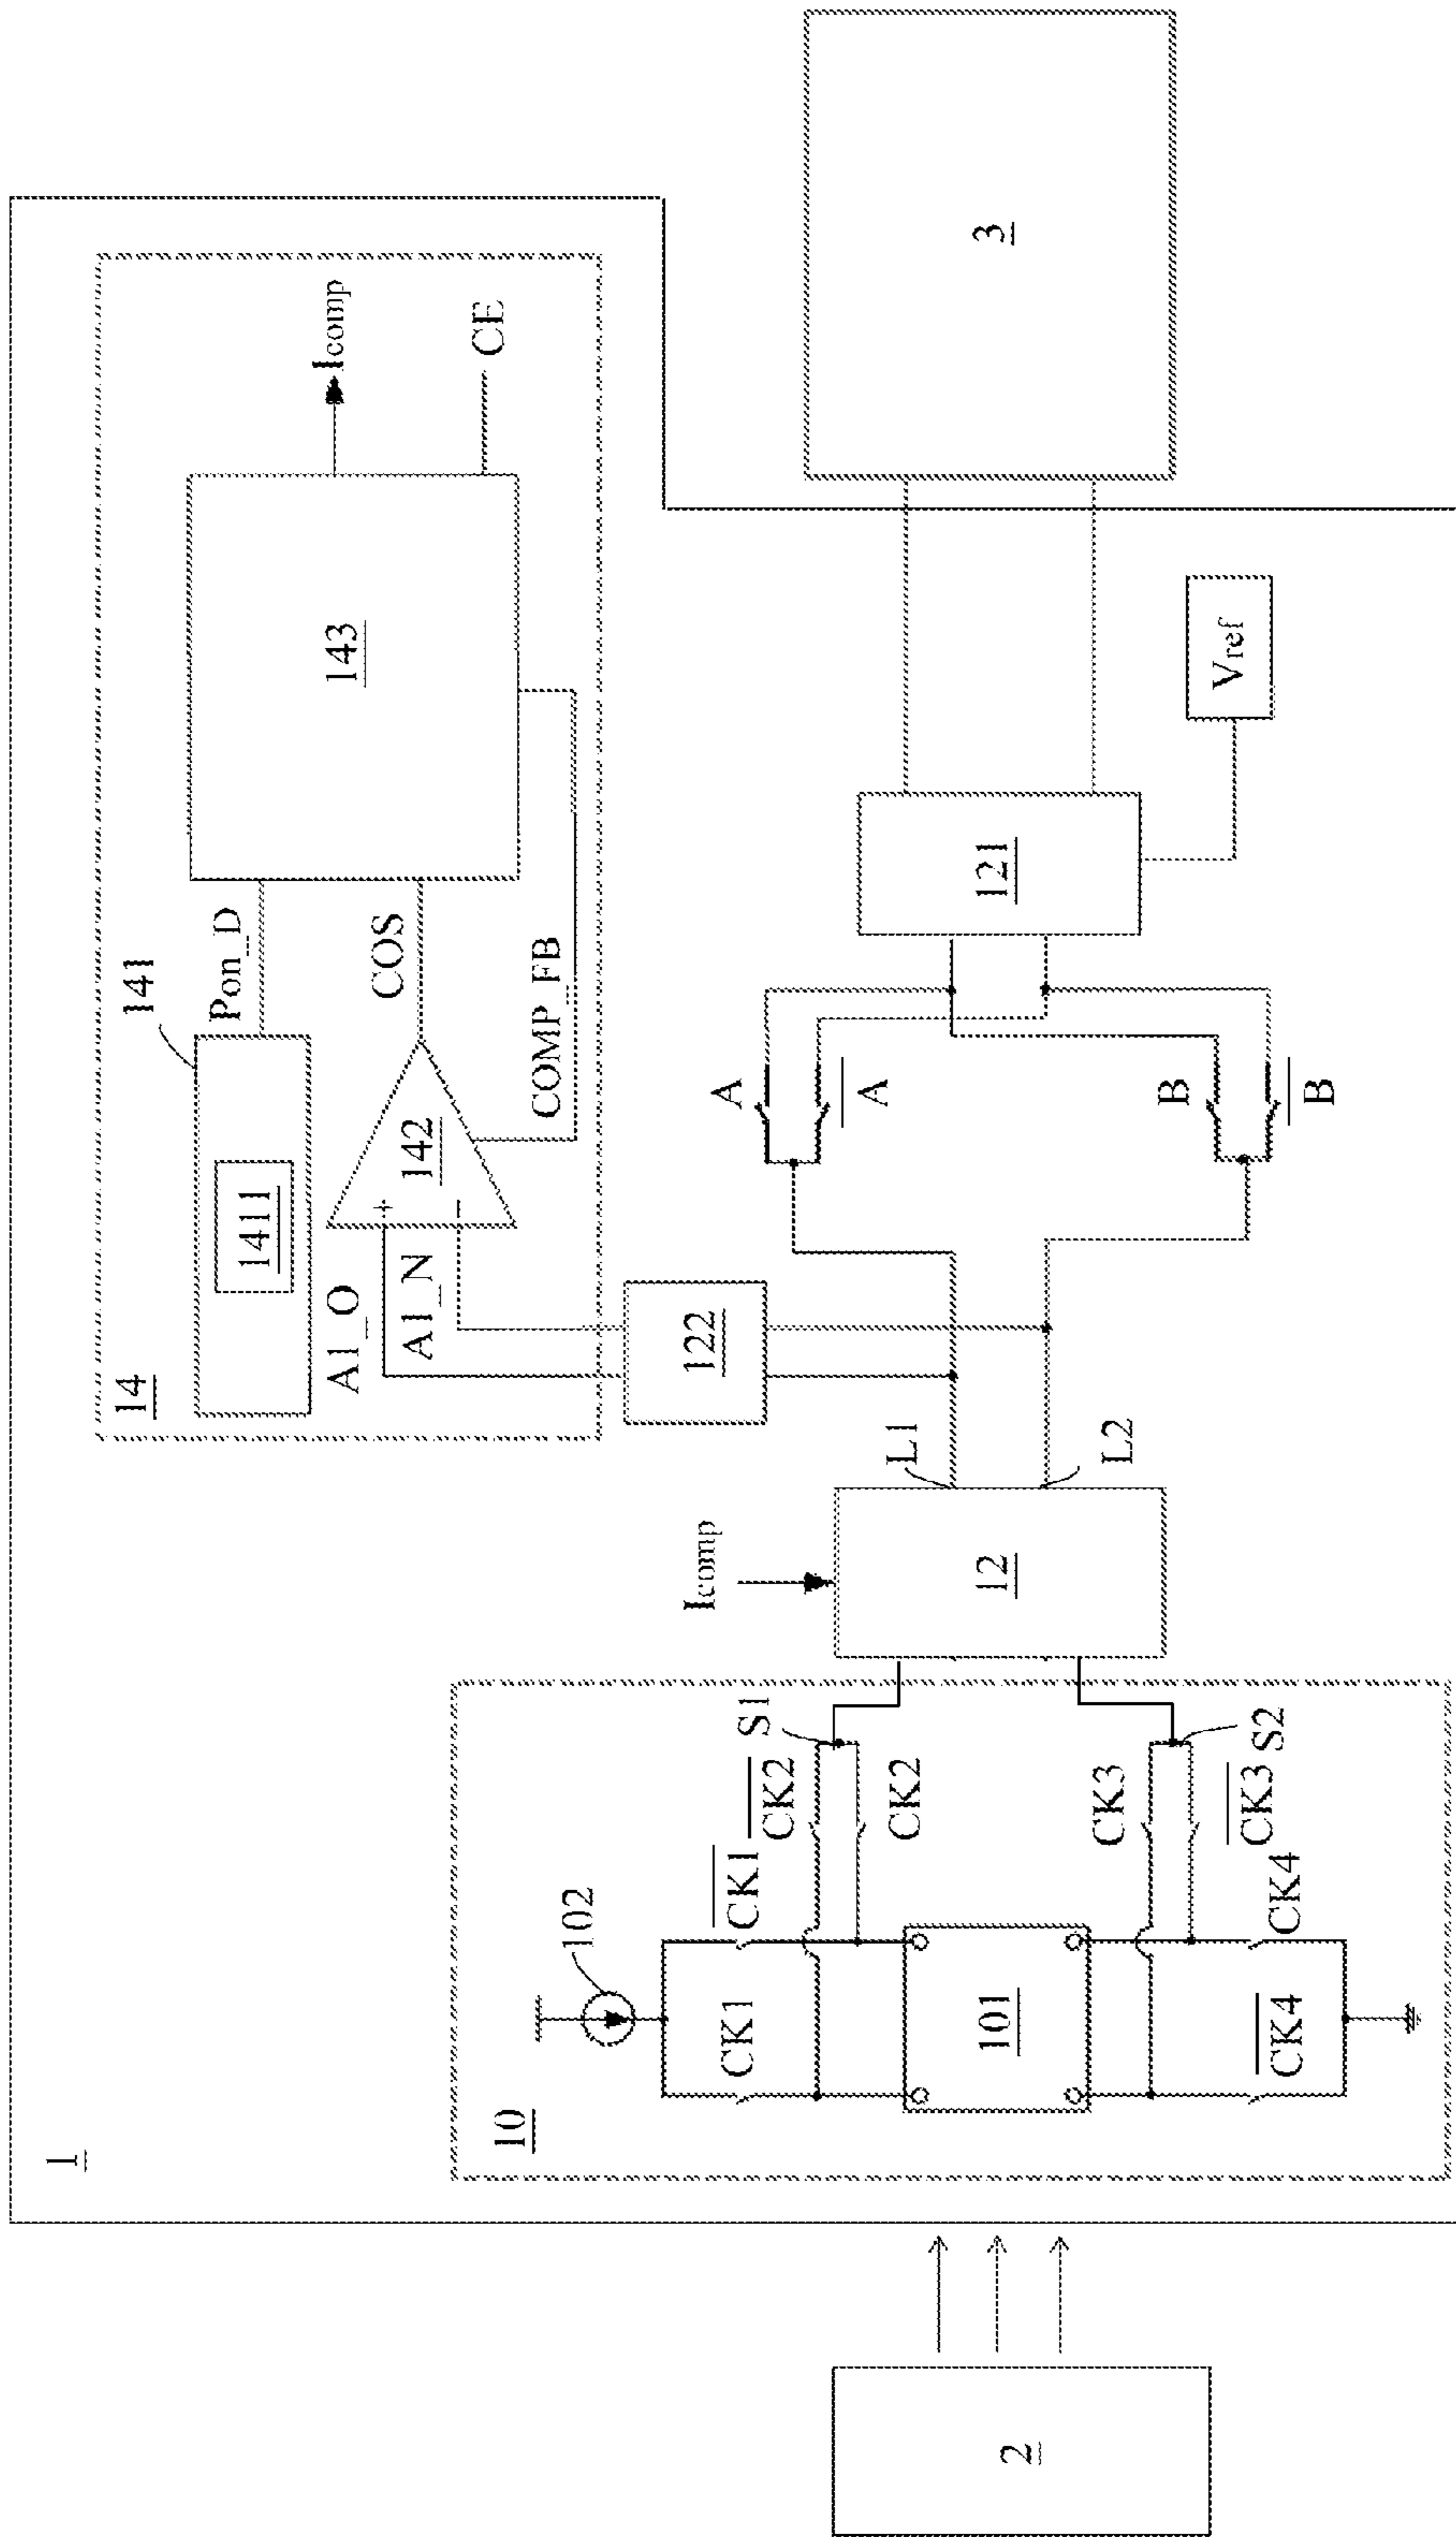 1
14
141
1411
Pon_D
COS
A1_O
A1_N
142
COMP_FB
143
Icomp
CE
122
Icomp
12
L1
L2
A
A
B
B
121
Vref
3
10
102
CK1
CK1
CK2
CK2
S1
101
CK3
CK3
S2
CK4
CK4
2